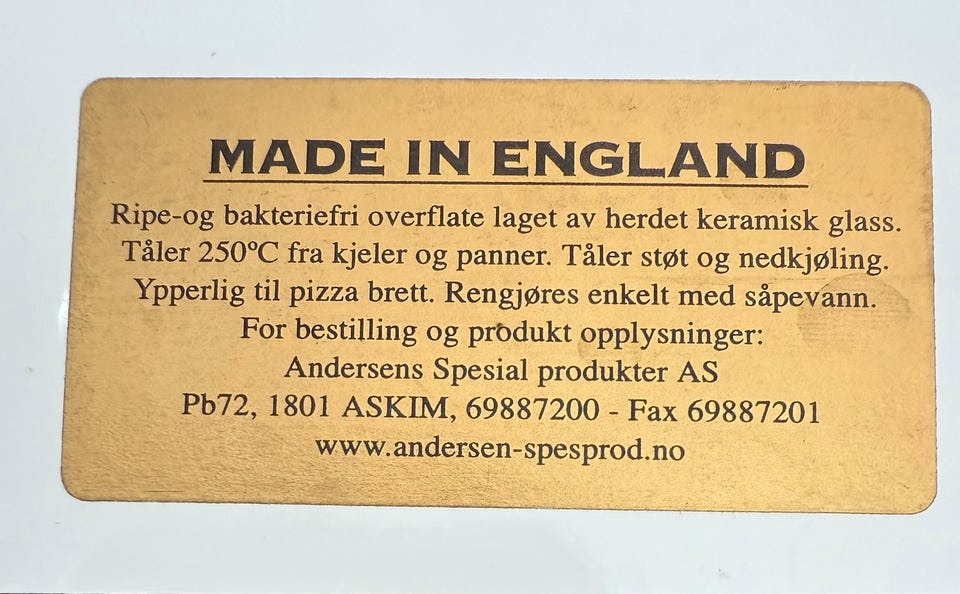 MADE IN ENGLAND
Ripe-og bakteriefri overflate laget av herdet keramisk glass.
Tåler 250ºC fra kjeler og panner. Tåler støt og nedkjøling.
Ypperlig til pizza brett. Rengjøres enkelt med såpevann.
For bestilling og produkt opplysninger:
Andersens Spesial produkter AS
Pb72, 1801 ASKIM, 69887200 - Fax 69887201
www.andersen-spesprod.no